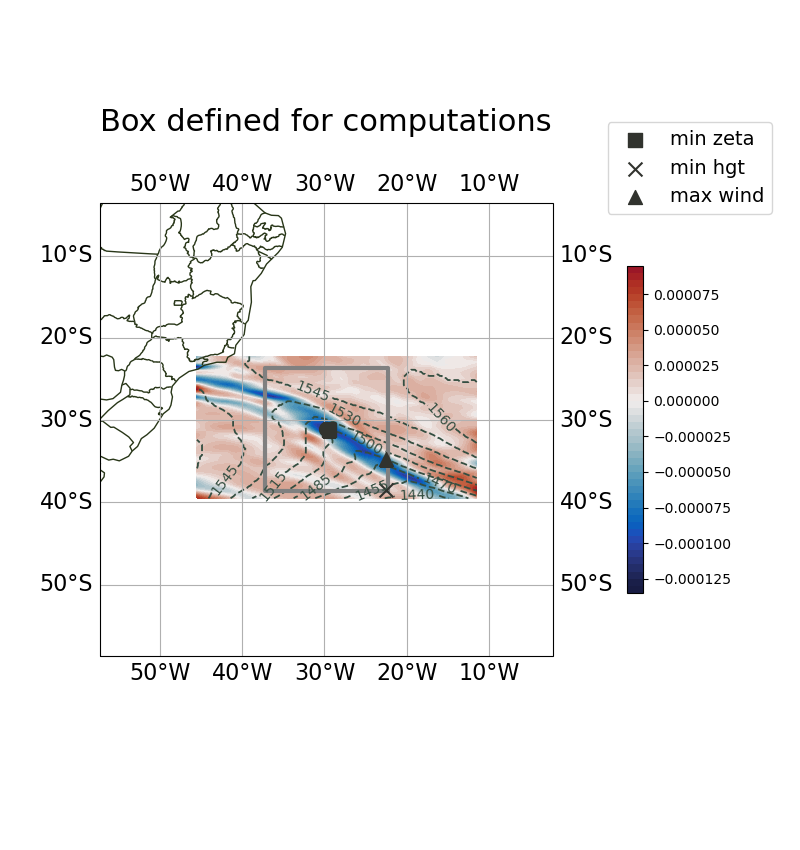 Box defined for computations
min zeta
min hgt
max wind
50°W 40°W 30°W 20°W 10°W
10°S 10°S
20°S 20°S
30°S 30°S
40°S 40°S
50°S 50°S
50°W 40°W 30°W 20°W 10°W
1545
1530
1560
1500
1545
1515
1485
1455
1470
1440
0.000075
0.000050
0.000025
0.000000
−0.000025
−0.000050
−0.000075
−0.000100
−0.000125